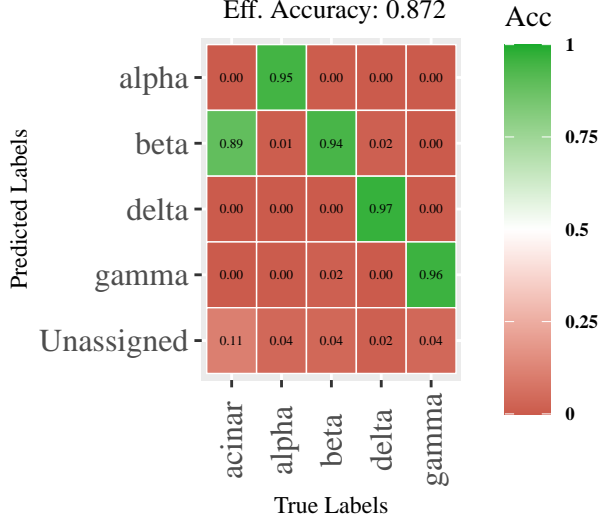 Eff. Accuracy: 0.872
Predicted Labels
alpha 0.00 0.95 0.00 0.00 0.00
beta 0.89 0.01 0.94 0.02 0.00
delta 0.00 0.00 0.00 0.97 0.00
gamma 0.00 0.00 0.02 0.00 0.96
Unassigned 0.11 0.04 0.04 0.02 0.04
acinar alpha beta delta gamma
True Labels
Acc
1
0.75
0.5
0.25
0